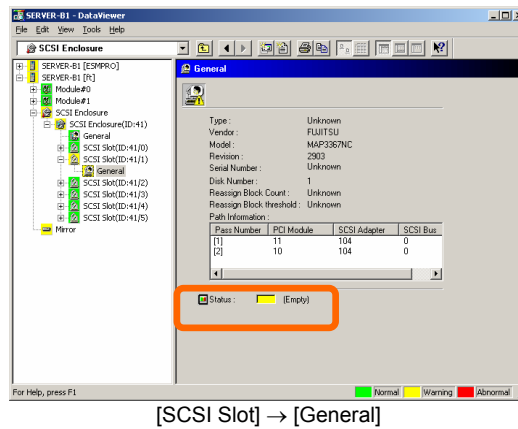 SERVER-B1 - DataViewer
File Edit View Tools Help
SCSI Enclosure
SERVER-B1 [ESMPRO]
SERVER-B1 [Ft]
Module#0
Module#1
SCSI Enclosure
SCSI Enclosure(ID:41)
General
SCSI Slot(ID:41/0)
SCSI Slot(ID:41/1)
General
SCSI Slot(ID:41/2)
SCSI Slot(ID:41/3)
SCSI Slot(ID:41/4)
SCSI Slot(ID:41/5)
Mirror
General
Type : Unknown
Vendor : FUJITSU
Model : MAP3367NC
Revision : 2903
Serial Number : Unknown
Disk Number : 1
Reassign Block Count : Unknown
Reassign Block threshold : Unknown
Path Information :
Pass Number PCI Module SCSI Adapter SCSI Bus
[1] 11 104 0
[2] 10 104 0
Status : (Empty)
For Help, press F1
Normal Warning Abnormal
[SCSI Slot] → [General]